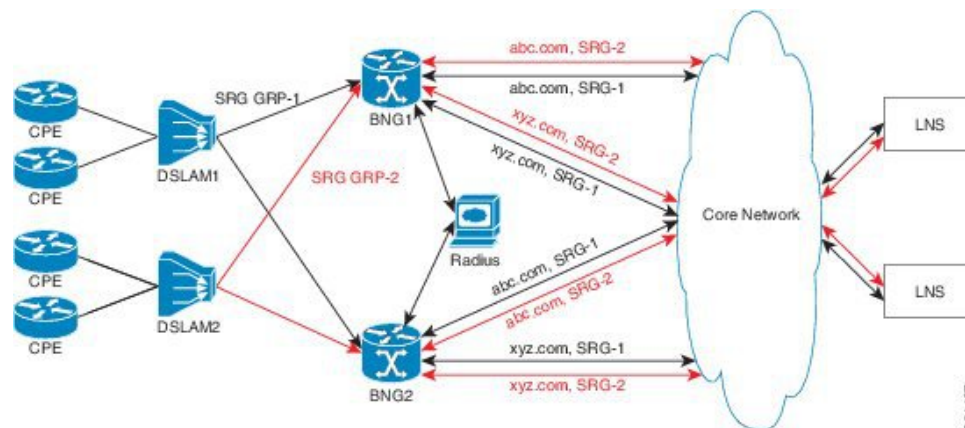 CPE
CPE
DSLAM1
CPE
CPE
DSLAM2
SRG GRP-1
SRG GRP-2
BNG1
Radius
BNG2
abc.com, SRG-2
abc.com, SRG-1
xyz.com, SRG-2
xyz.com, SRG-1
abc.com, SRG-1
abc.com, SRG-2
xyz.com, SRG-1
xyz.com, SRG-2
Core Network
LNS
LNS